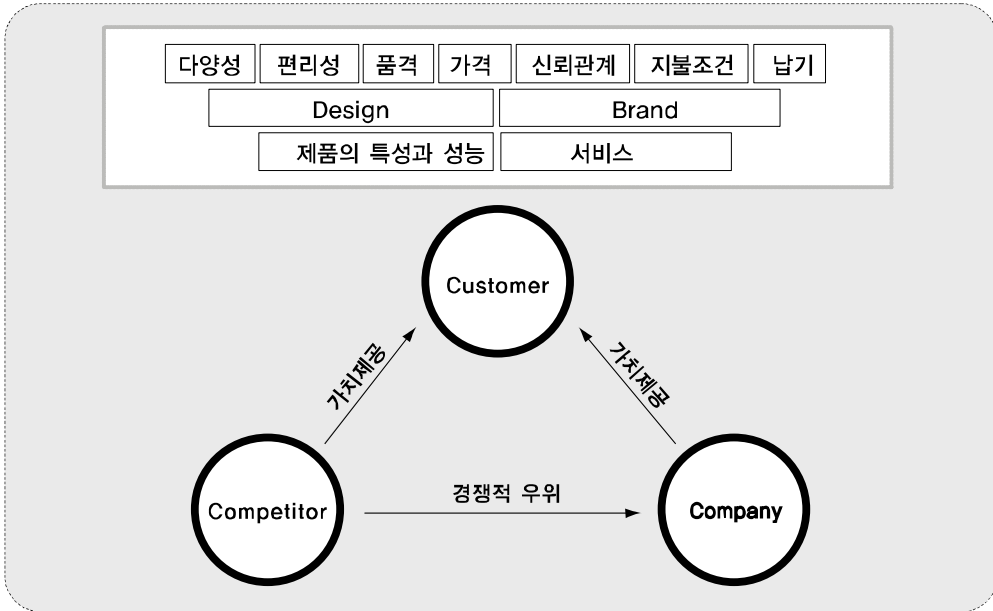 다양성 편리성 품격 가격 신뢰관계 지불조건 납기
Design Brand
제품의 특성과 성능 서비스
Customer
가치제공 가치제공
경쟁적 우위
Competitor Company